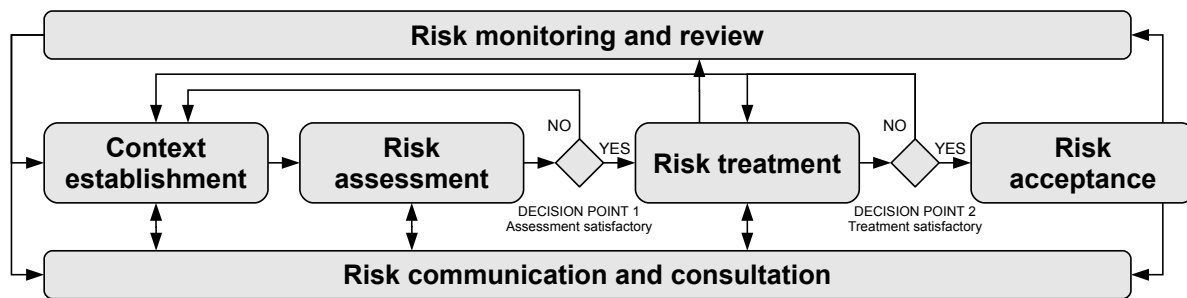 Risk monitoring and review
NO
NO
Context
establishment
Risk
assessment
YES
Risk treatment
YES
Risk
acceptance
DECISION POINT 1
Assessment satisfactory
DECISION POINT 2
Treatment satisfactory
Risk communication and consultation